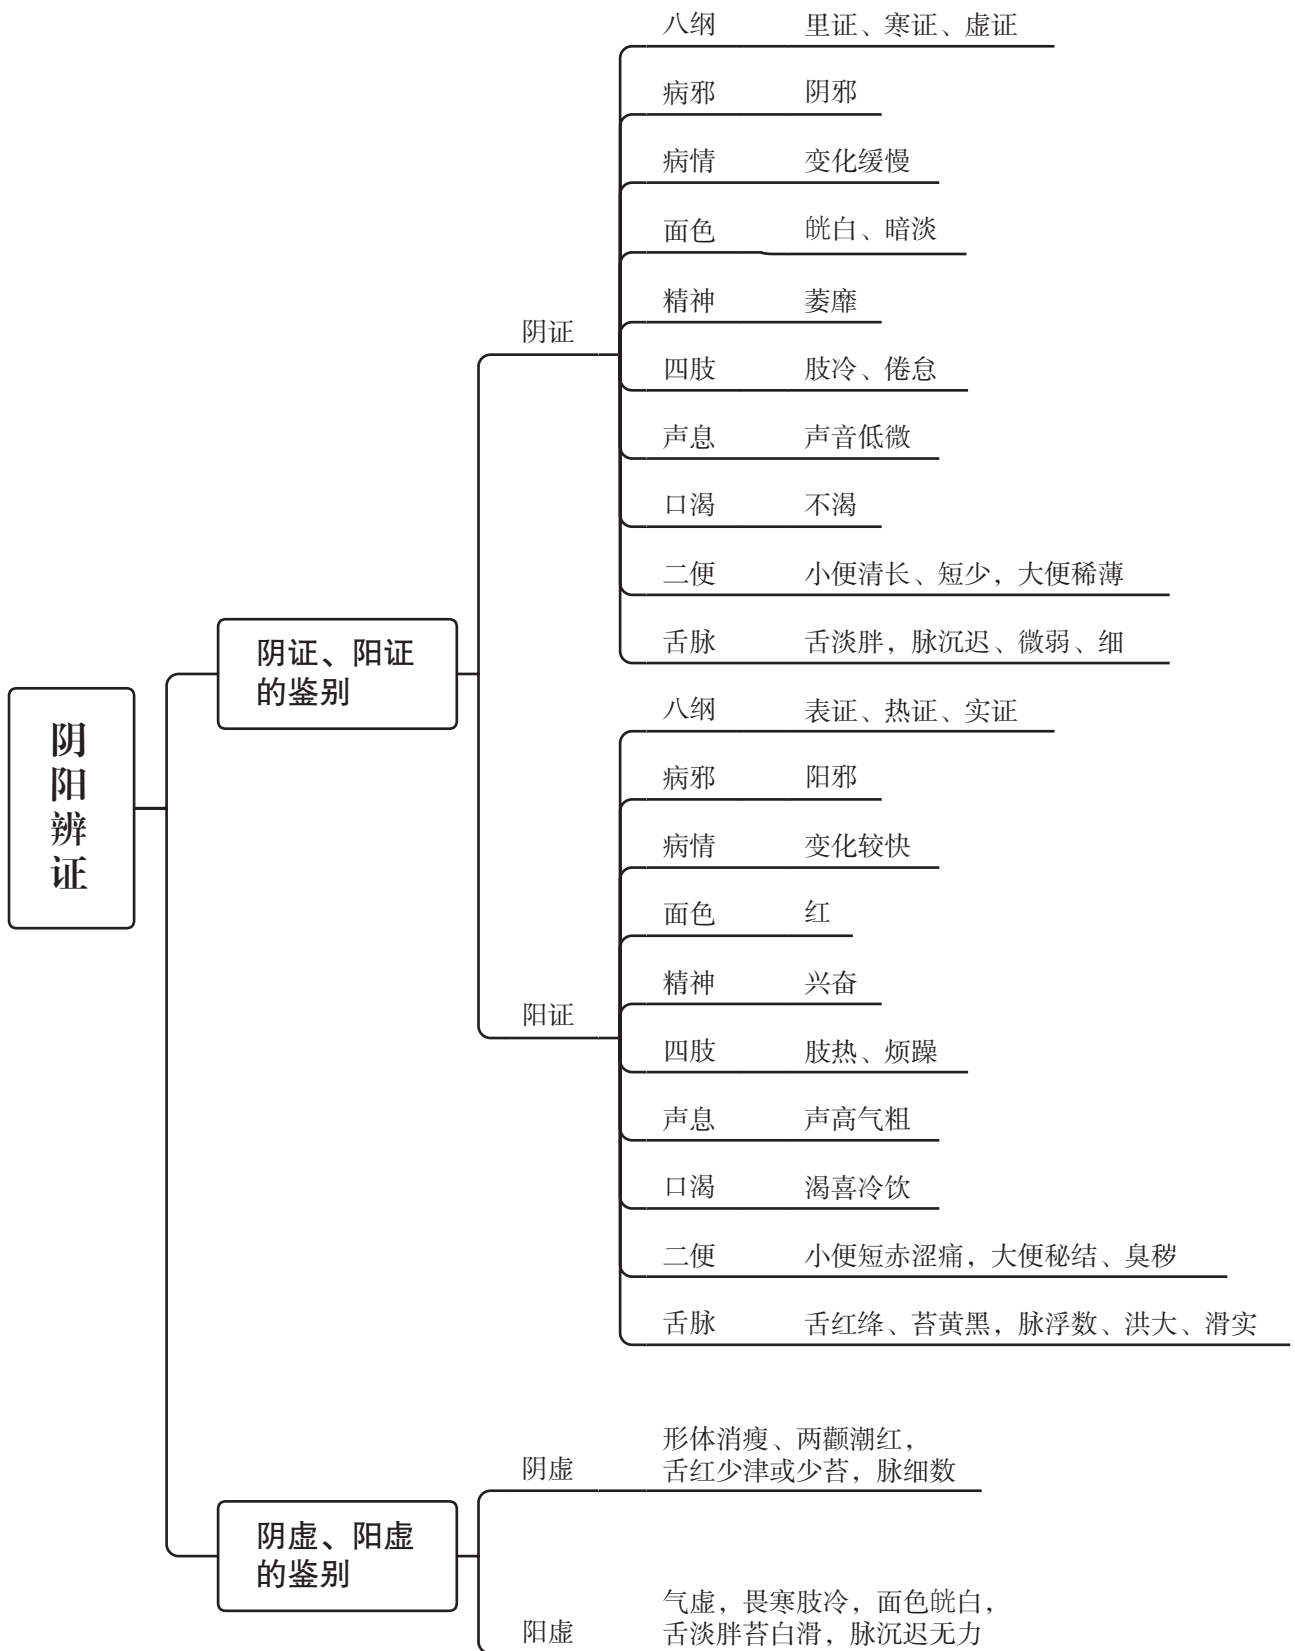 阴阳辨证
阴证、阳证
的鉴别
阴证
八纲 里证、寒证、虚证
病邪 阴邪
病情 变化缓慢
面色 㿠白、暗淡
精神 萎靡
四肢 肢冷、倦怠
声息 声音低微
口渴 不渴
二便 小便清长、短少，大便稀薄
舌脉 舌淡胖，脉沉迟、微弱、细
阳证
八纲 表证、热证、实证
病邪 阳邪
病情 变化较快
面色 红
精神 兴奋
四肢 肢热、烦躁
声息 声高气粗
口渴 渴喜冷饮
二便 小便短赤涩痛，大便秘结、臭秽
舌脉 舌红绛、苔黄黑，脉浮数、洪大、滑实
阴虚、阳虚
的鉴别
阴虚
形体消瘦、两颧潮红，
舌红少津或少苔，脉细数
阳虚
气虚，畏寒肢冷，面色㿠白，
舌淡胖苔白滑，脉沉迟无力